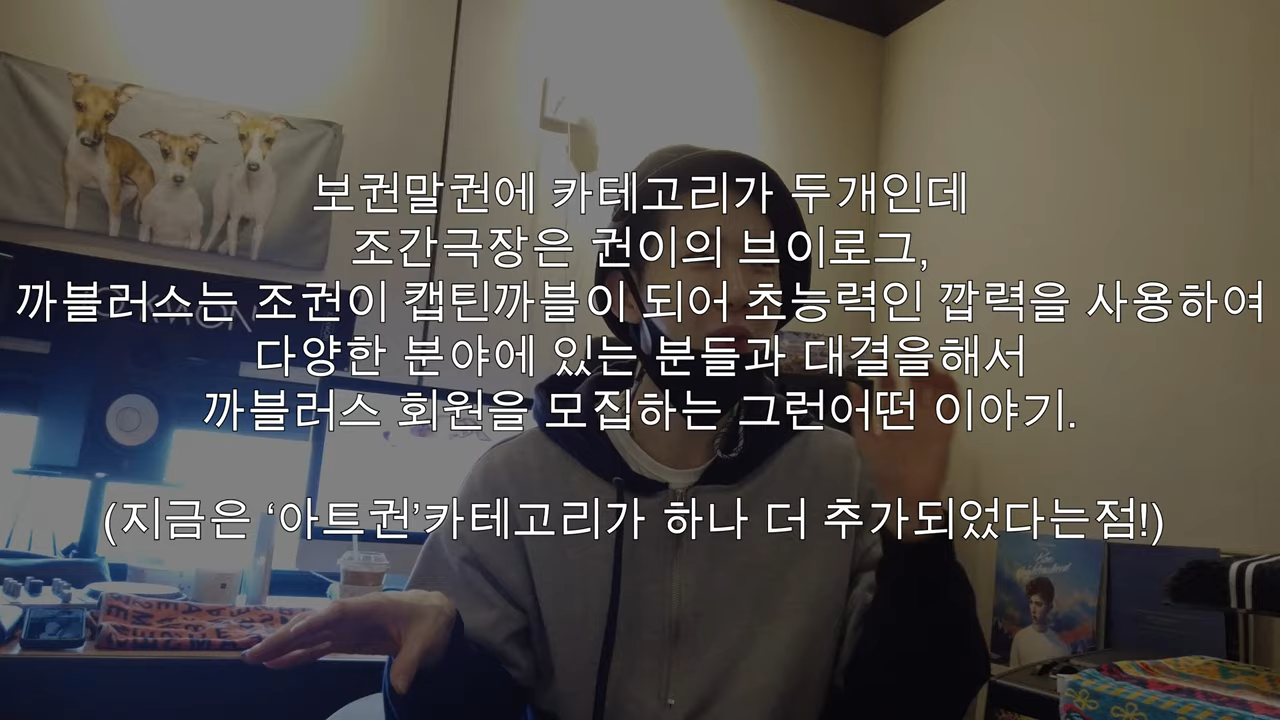 보권말권에 카테고리가 두개인데
조간극장은 권이의 브이로그,
까블러스는 조권이 캡틴까블이 되어 초능력인 깝력을 사용하여
다양한 분야에 있는 분들과 대결을해서
까블러스 회원을 모집하는 그런어떤 이야기.
(지금은 ‘아트권’카테고리가 하나 더 추가되었다는점!)